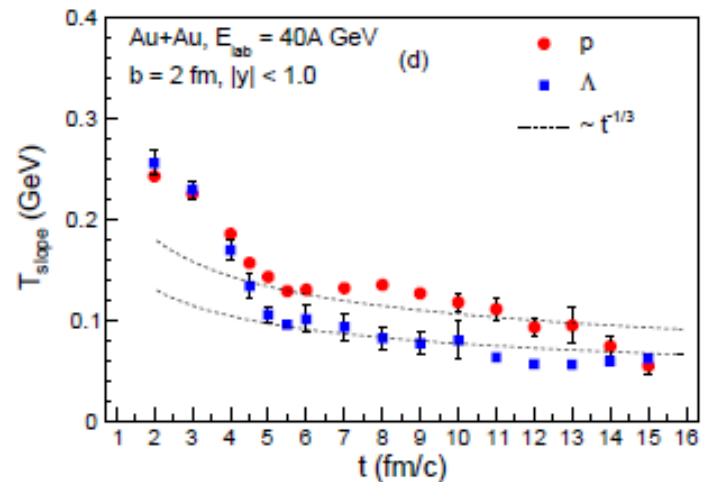 0.4
0.3
0.2
0.1
0
T_slope (GeV)
Au+Au, E_lab = 40A GeV
b = 2 fm, |y| < 1.0
(d)
p
Λ
~ t^-1/3
1 2 3 4 5 6 7 8 9 10 11 12 13 14 15 16
t (fm/c)